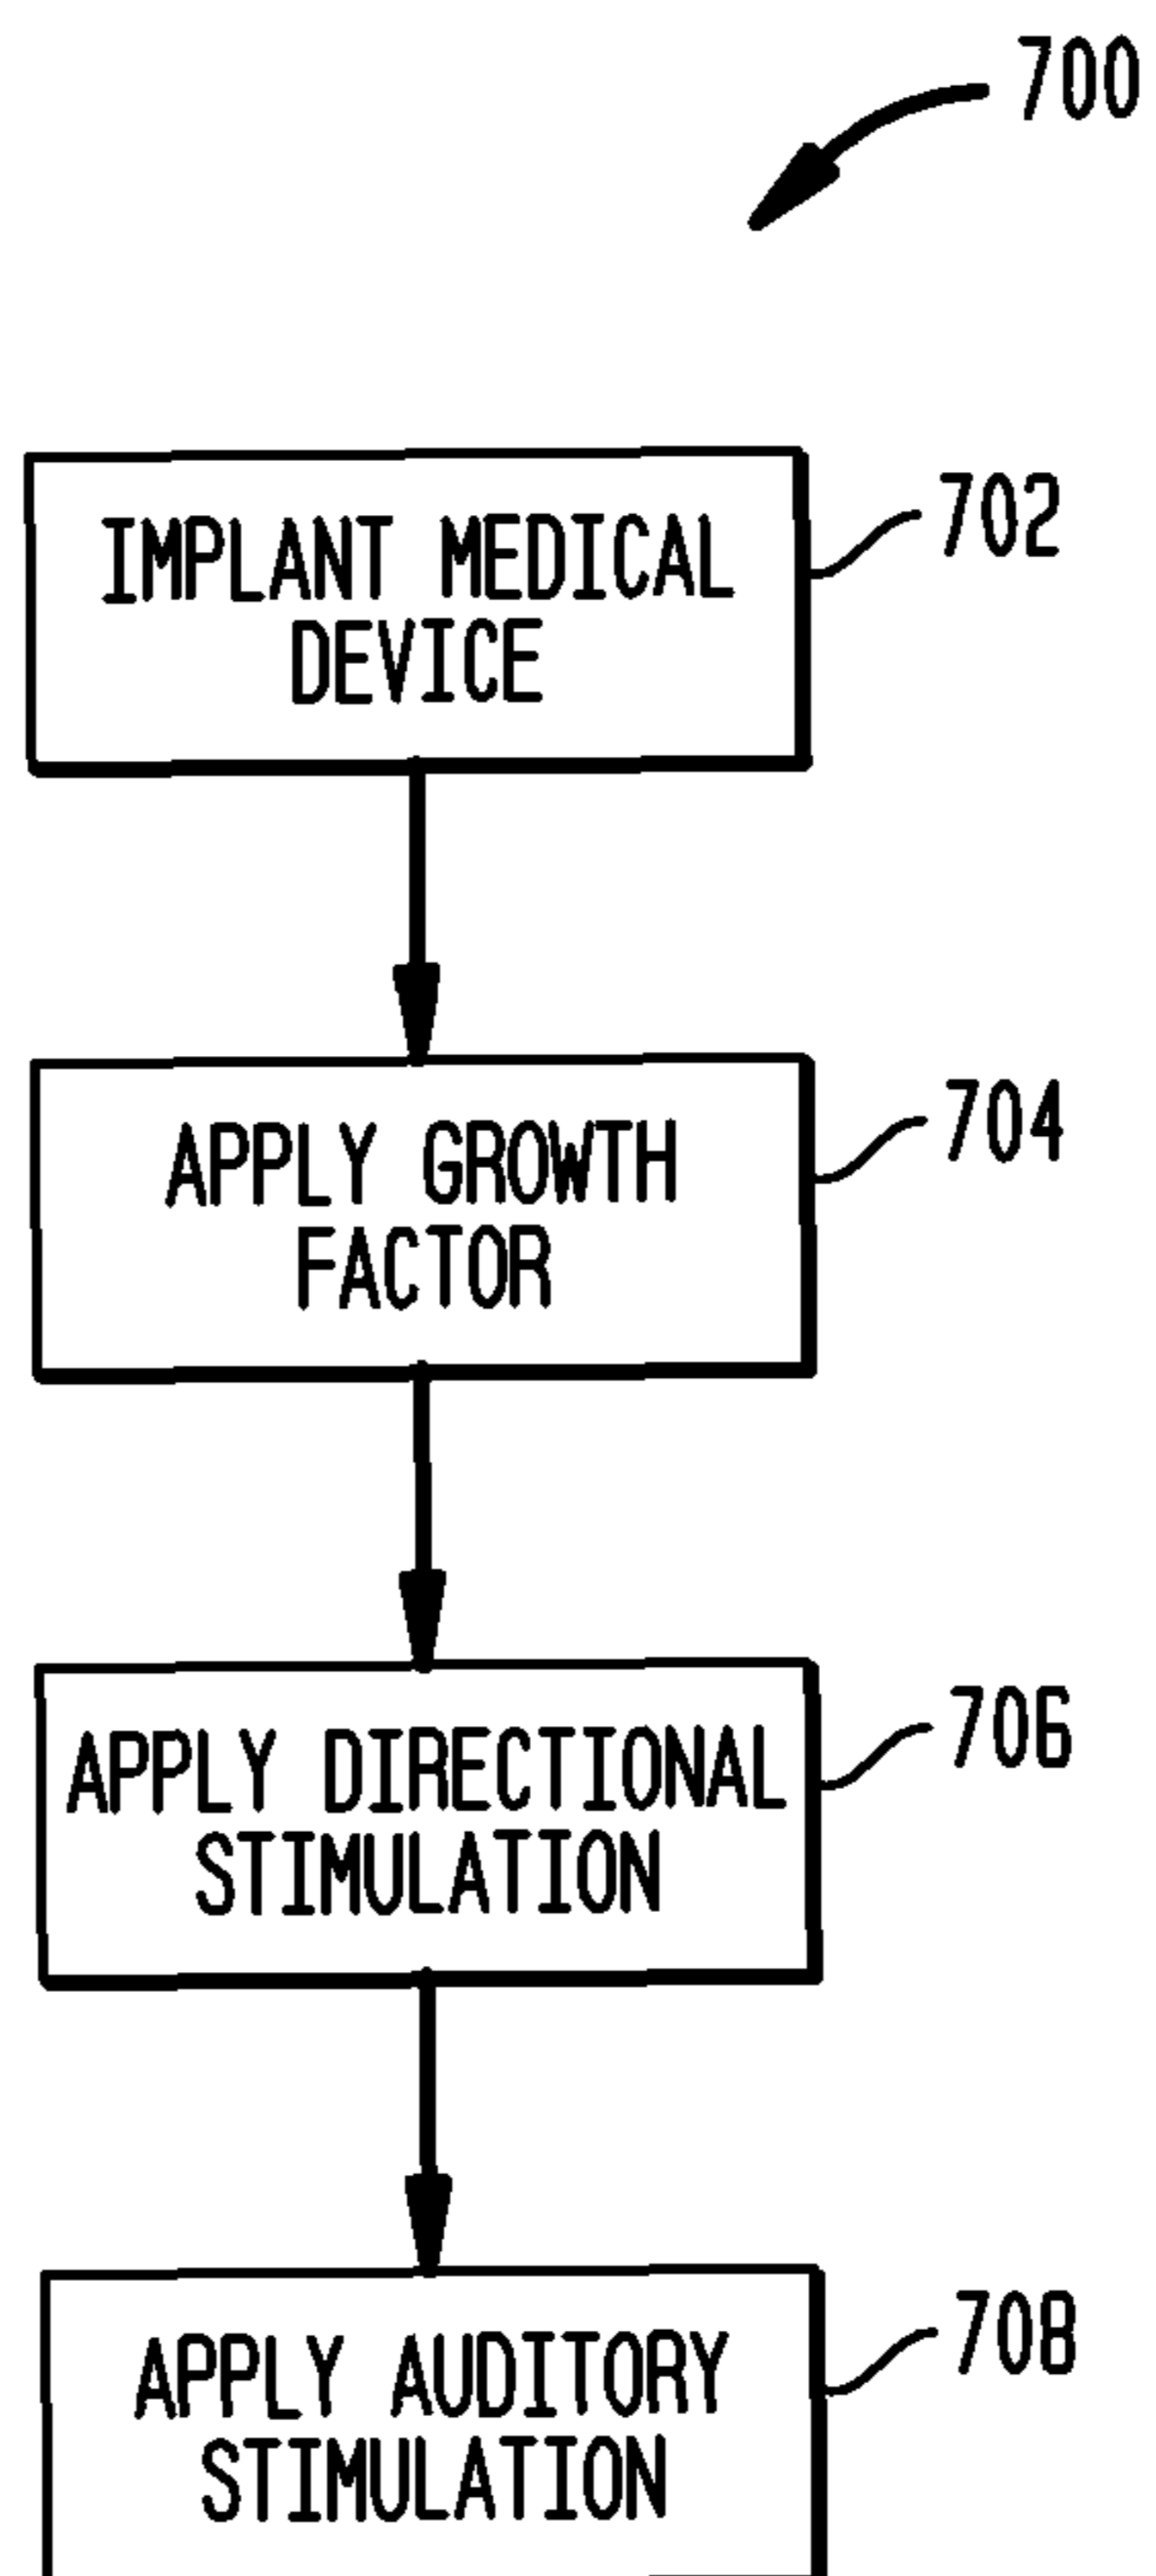 700
IMPLANT MEDICAL
DEVICE
702
APPLY GROWTH
FACTOR
704
APPLY DIRECTIONAL
STIMULATION
706
APPLY AUDITORY
STIMULATION
708